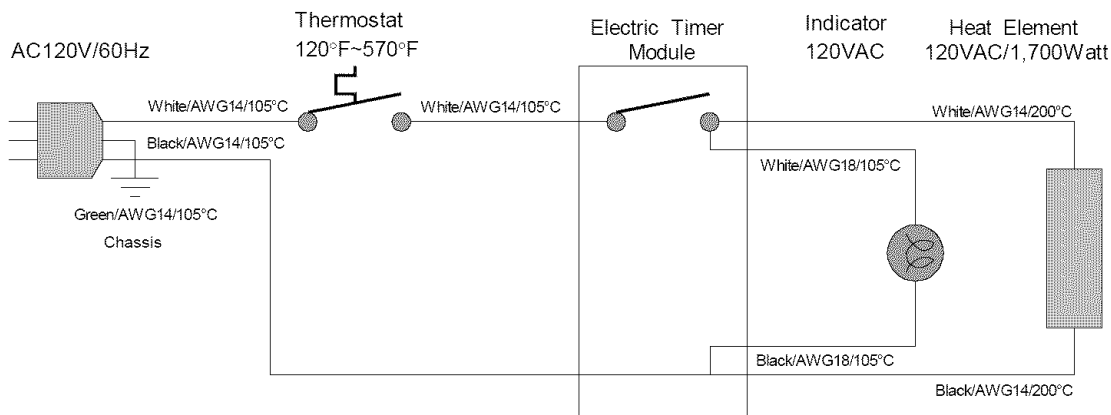 AC120V/60Hz
Thermostat
120°F~570°F
Electric Timer
Module
Indicator
120VAC
Heat Element
120VAC/1,700Watt
White/AWG14/105°C
White/AWG14/105°C
White/AWG14/200°C
Black/AWG14/105°C
White/AWG18/105°C
Green/AWG14/105°C
Chassis
Black/AWG18/105°C
Black/AWG14/200°C